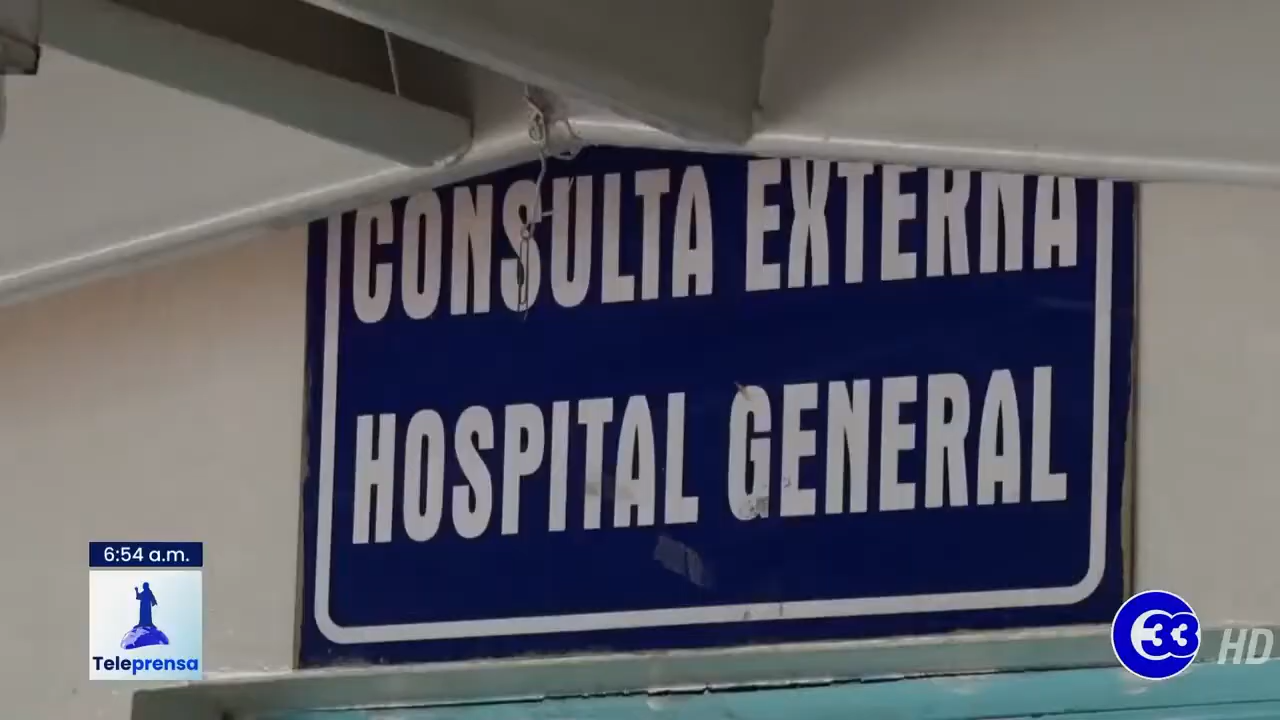 CONSULTA EXTERNA
HOSPITAL GENERAL
6:54 a.m.
Teleprensa
33
HD